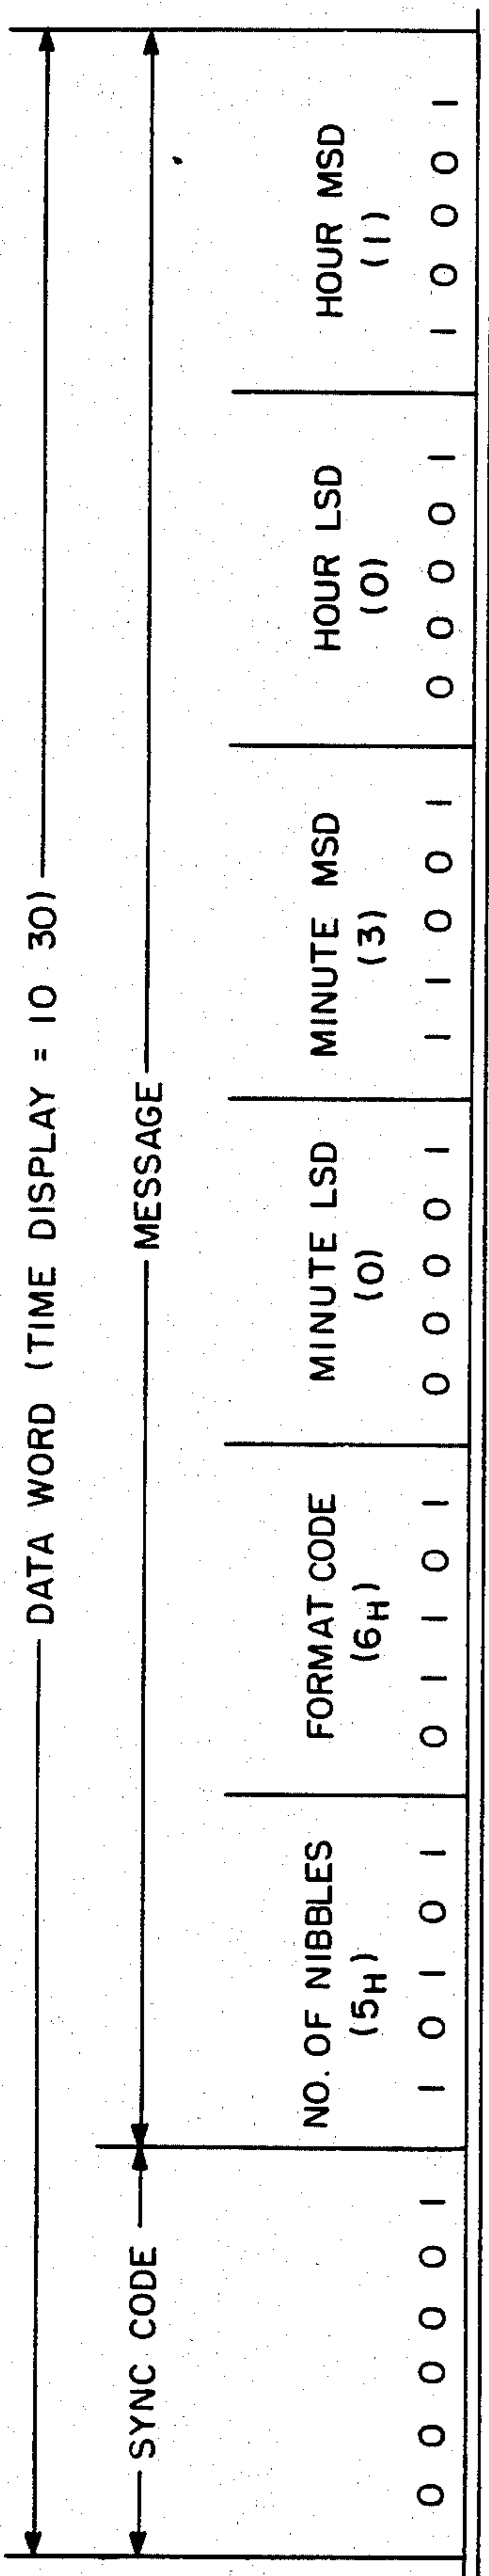 DATA WORD (TIME DISPLAY = 10 30)
SYNC CODE
MESSAGE
NO. OF NIBBLES
(5H)
FORMAT CODE
(6H)
MINUTE LSD
(0)
MINUTE MSD
(3)
HOUR LSD
(0)
HOUR MSD
(1)
0 0 0 0 0 1 1 0 1 0 1 0 1 1 0 1 0 0 0 0 1 1 1 0 0 1 0 0 0 0 1 1 0 0 0 1